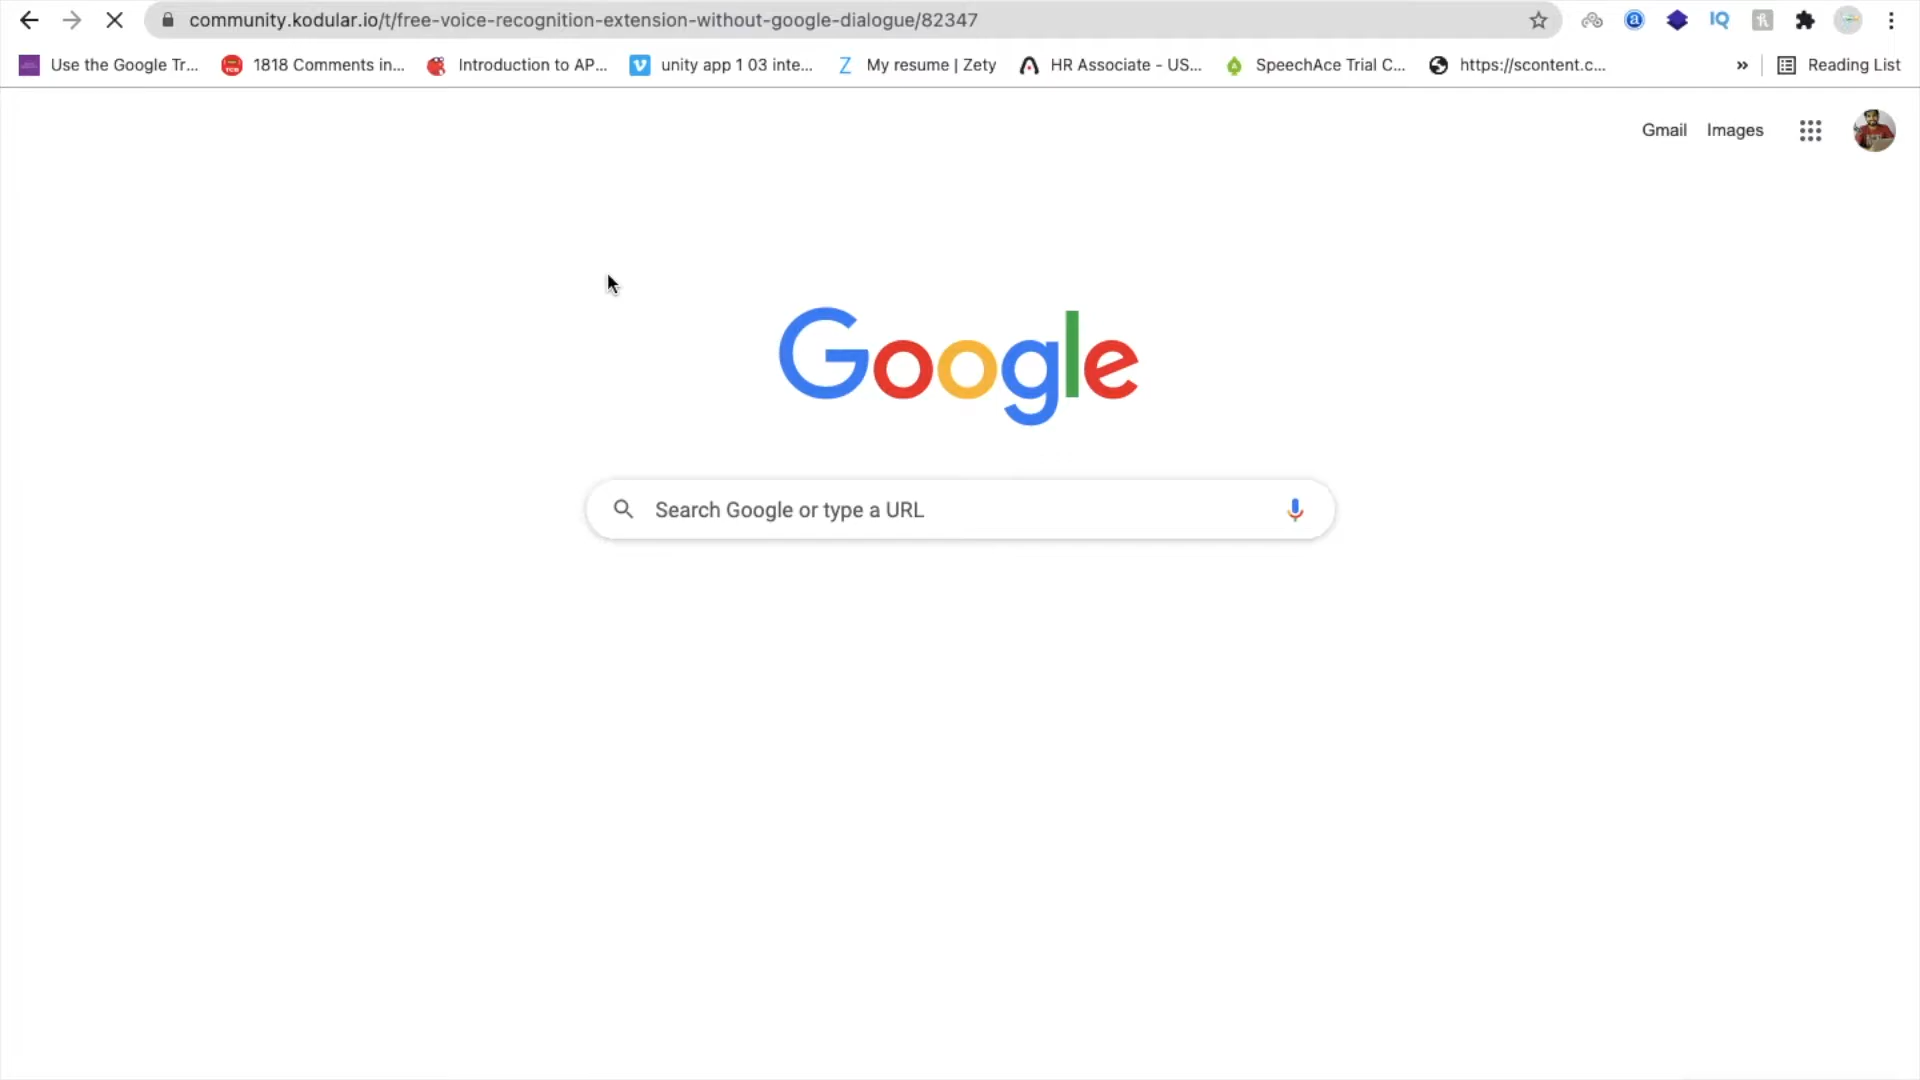 community.kodular.io/t/free-voice-recognition-extension-without-google-dialogue/82347
Use the Google Tr... 1818 Comments in... Introduction to AP... unity app 1 03 inte... My resume | Zety HR Associate - US... SpeechAce Trial C... https://scontent.c... » Reading List
Gmail Images
Google
Search Google or type a URL